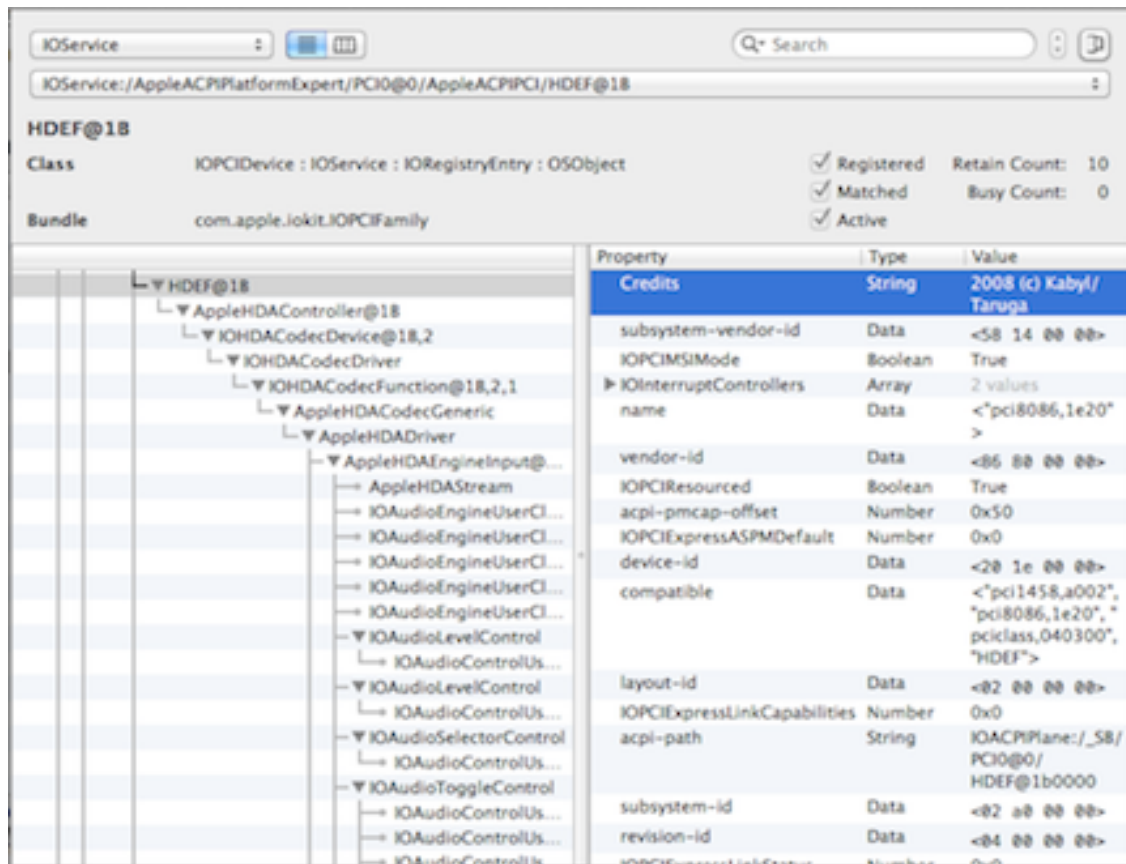 IOService
Search
IOService:/AppleACPIPlatformExpert/PCI0@0/AppleACPIPCI/HDEF@1B
HDEF@1B
Class IOPCIDevice : IOService : IORegistryEntry : OSObject Registered Retain Count: 10
Matched Busy Count: 0
Bundle com.apple.iokit.IOPCIFamily Active
Property Type Value
HDEF@1B
AppleHDAController@1B
IOHDACodecDevice@1B,2
IOHDACodecDriver
IOHDACodecFunction@1B,2,1
AppleHDACodecGeneric
AppleHDADriver
AppleHDAEngineInput@...
AppleHDAStream
IOAudioEngineUserCl...
IOAudioEngineUserCl...
IOAudioEngineUserCl...
IOAudioEngineUserCl...
IOAudioEngineUserCl...
IOAudioLevelControl
IOAudioControlUs...
IOAudioLevelControl
IOAudioControlUs...
IOAudioSelectorControl
IOAudioControlUs...
IOAudioToggleControl
IOAudioControlUs...
IOAudioControlUs...
IOAudioControlUs...
Credits String 2008 (c) Kabyl/
Taruga
subsystem-vendor-id Data <58 14 00 00>
IOPCIMSIMode Boolean True
IOInterruptControllers Array 2 values
name Data <"pci8086,1e20"
>
vendor-id Data <86 80 00 00>
IOPCIResourced Boolean True
acpi-pmcap-offset Number 0x50
IOPCIExpressASPMDefault Number 0x0
device-id Data <20 1e 00 00>
compatible Data <"pci1458,a002",
"pci8086,1e20", "
pciclass,040300",
"HDEF">
layout-id Data <02 00 00 00>
IOPCIExpressLinkCapabilities Number 0x0
acpi-path String IOACPIPlane:/_SB/
PCI0@0/
HDEF@1b0000
subsystem-id Data <02 a0 00 00>
revision-id Data <04 00 00 00>
IOPCIExpressLinkStatus Number 0x0